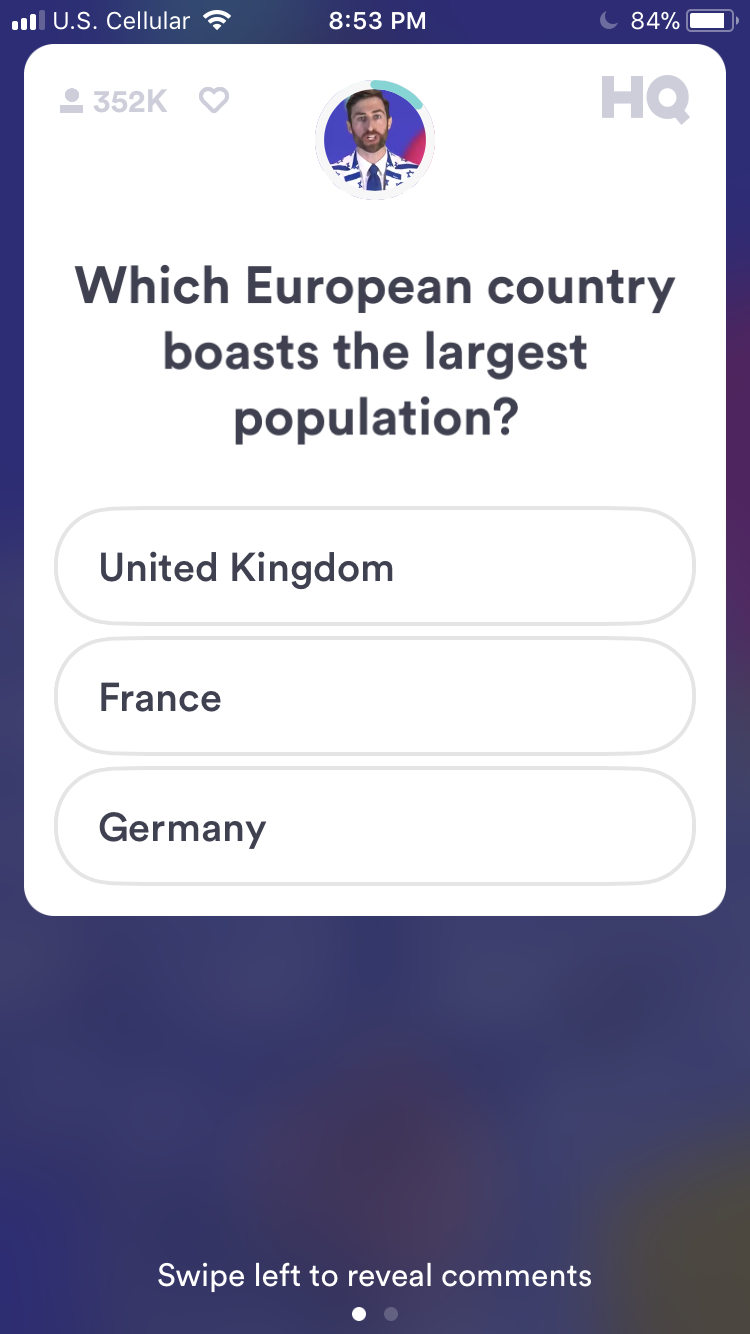 U.S. Cellular 8:53 PM 84%
352K HQ
Which European country
boasts the largest
population?
United Kingdom
France
Germany
Swipe left to reveal comments